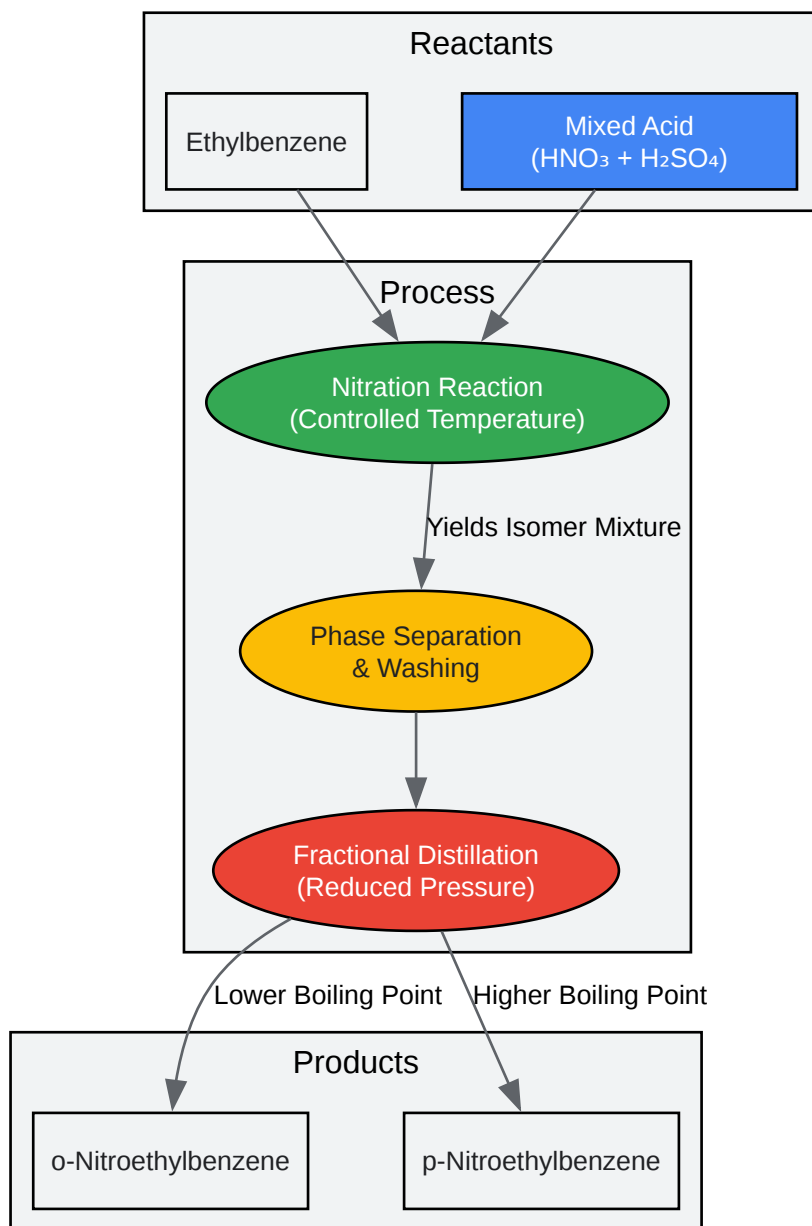 Reactants
Ethylbenzene
Mixed Acid
(HNO₃ + H₂SO₄)
Process
Nitration Reaction
(Controlled Temperature)
Yields Isomer Mixture
Phase Separation
& Washing
Fractional Distillation
(Reduced Pressure)
Lower Boiling Point
Higher Boiling Point
Products
o-Nitroethylbenzene
p-Nitroethylbenzene